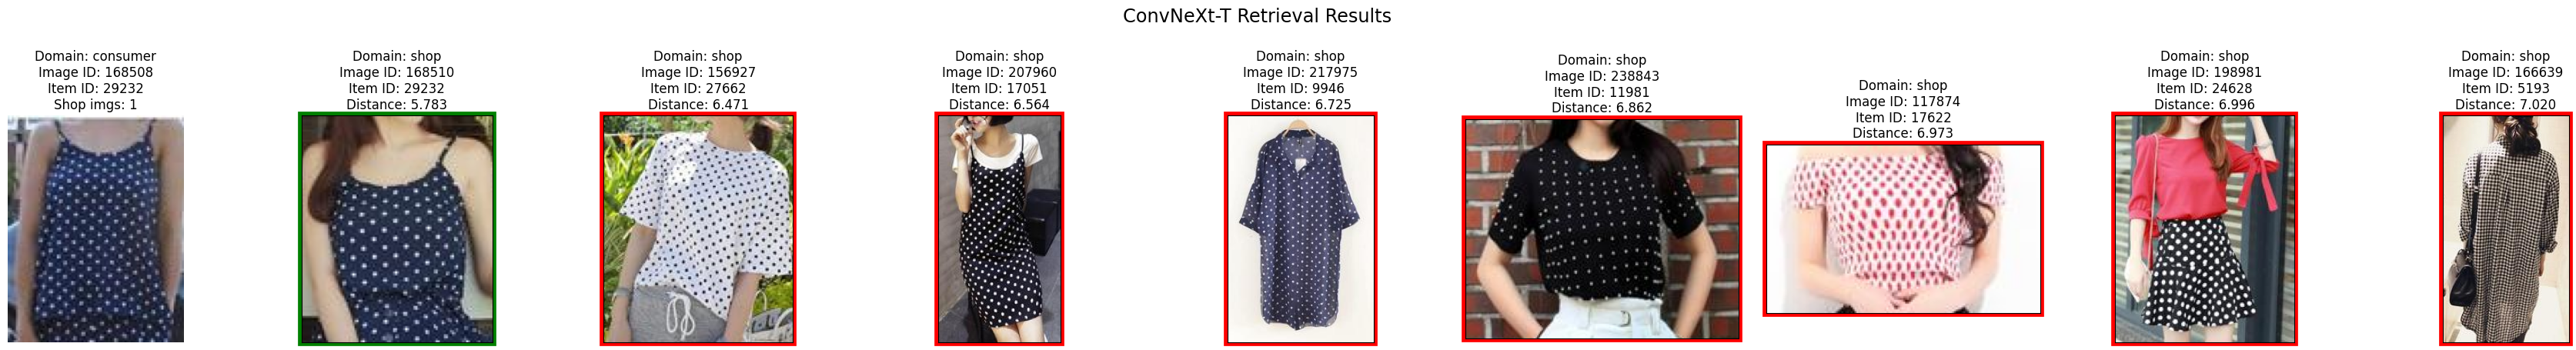 ConvNeXt-T Retrieval Results
Domain: consumer
Image ID: 168508
Item ID: 29232
Shop imgs: 1
Domain: shop
Image ID: 168510
Item ID: 29232
Distance: 5.783
Domain: shop
Image ID: 156927
Item ID: 27662
Distance: 6.471
Domain: shop
Image ID: 207960
Item ID: 17051
Distance: 6.564
Domain: shop
Image ID: 217975
Item ID: 9946
Distance: 6.725
Domain: shop
Image ID: 238843
Item ID: 11981
Distance: 6.862
Domain: shop
Image ID: 117874
Item ID: 17622
Distance: 6.973
Domain: shop
Image ID: 198981
Item ID: 24628
Distance: 6.996
Domain: shop
Image ID: 166639
Item ID: 5193
Distance: 7.020